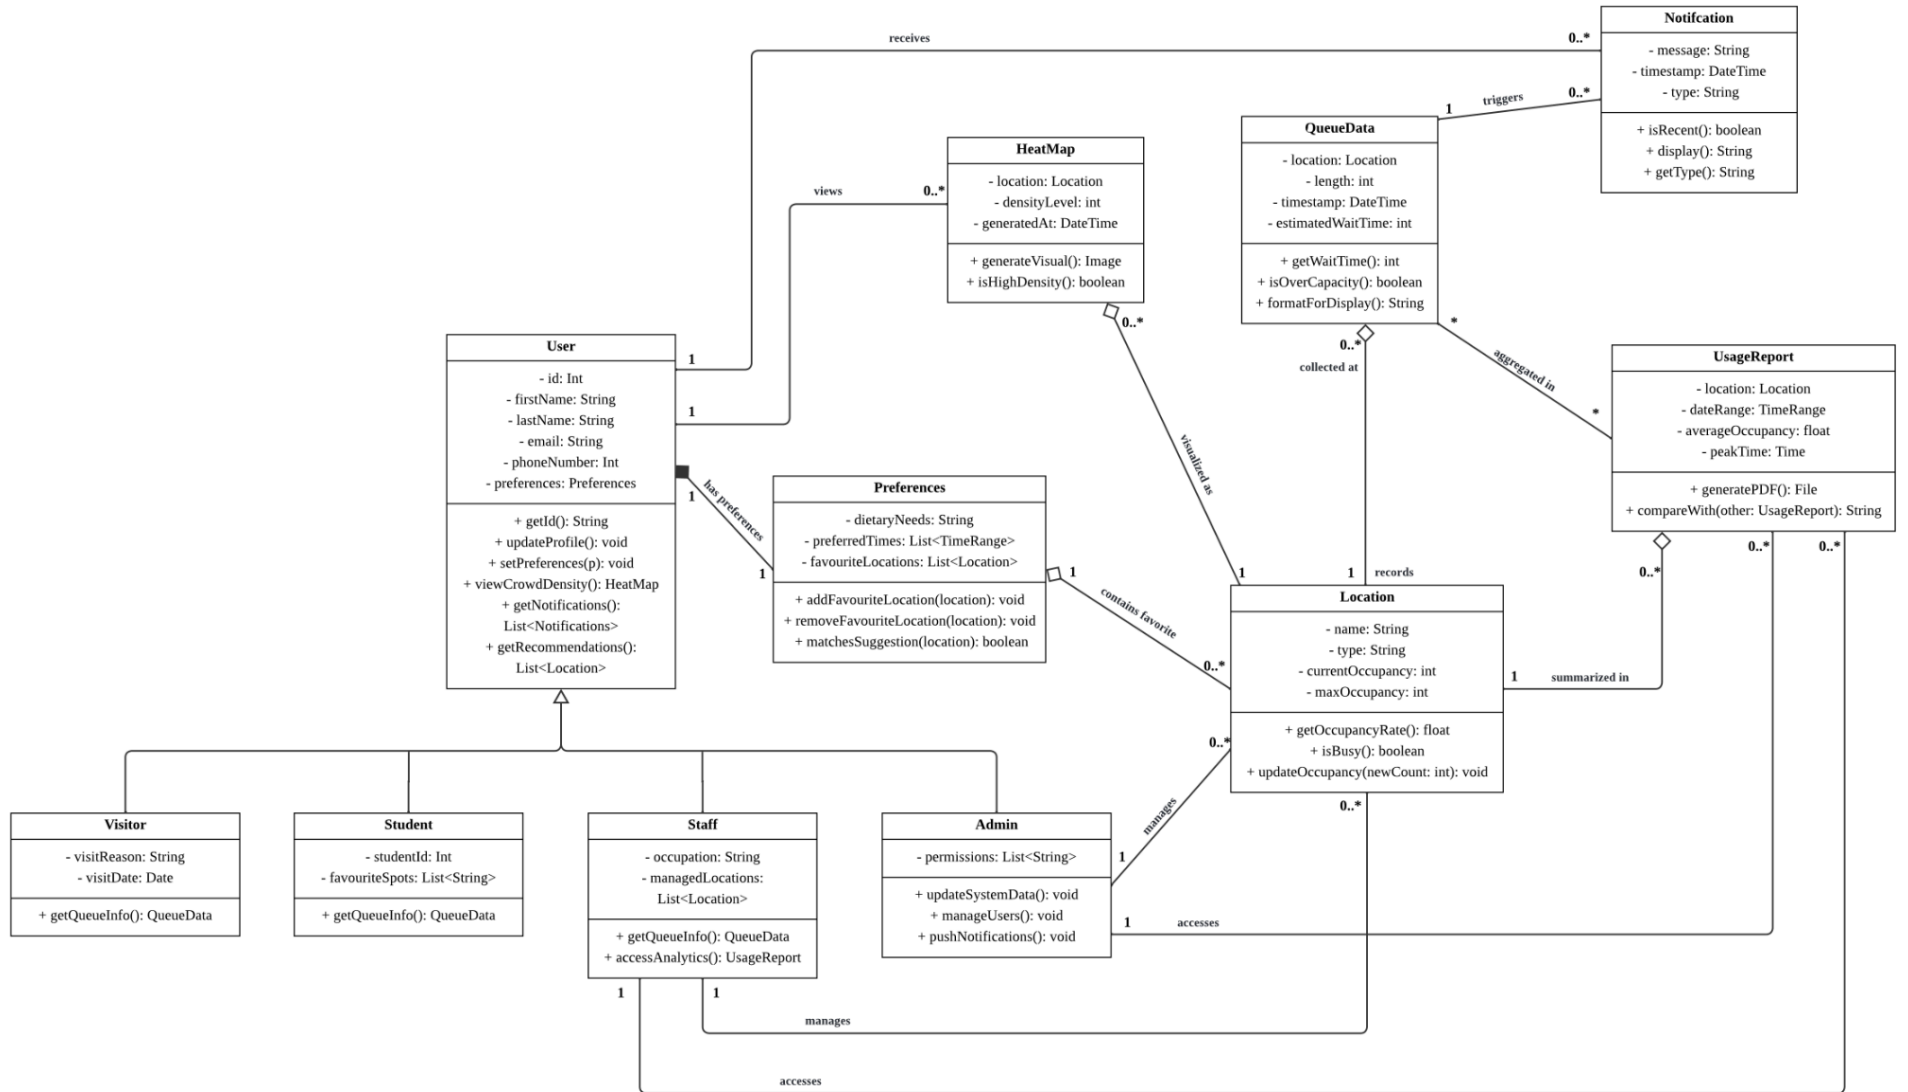 Notifcation
- message: String
- timestamp: DateTime
- type: String
+ isRecent(): boolean
+ display(): String
+ getType(): String
receives
0..*
1
triggers
0..*
QueueData
- location: Location
- length: int
- timestamp: DateTime
- estimatedWaitTime: int
+ getWaitTime(): int
+ isOverCapacity(): boolean
+ formatForDisplay(): String
HeatMap
- location: Location
- densityLevel: int
- generatedAt: DateTime
+ generateVisual(): Image
+ isHighDensity(): boolean
views
0..*
0..*
0..*
collected at
*
aggregated in
*
UsageReport
- location: Location
- dateRange: TimeRange
- averageOccupancy: float
- peakTime: Time
+ generatePDF(): File
+ compareWith(other: UsageReport): String
User
- id: Int
- firstName: String
- lastName: String
- email: String
- phoneNumber: Int
- preferences: Preferences
+ getId(): String
+ updateProfile(): void
+ setPreferences(p): void
+ viewCrowdDensity(): HeatMap
+ getNotifications():
List<Notifications>
+ getRecommendations():
List<Location>
1
1
1
has preferences
1
visualized as
Preferences
- dietaryNeeds: String
- preferredTimes: List<TimeRange>
- favouriteLocations: List<Location>
+ addFavouriteLocation(location): void
+ removeFavouriteLocation(location): void
+ matchesSuggestion(location): boolean
1
contains favorite
0..*
1
1
records
0..*
0..*
0..*
Location
- name: String
- type: String
- currentOccupancy: int
- maxOccupancy: int
+ getOccupancyRate(): float
+ isBusy(): boolean
+ updateOccupancy(newCount: int): void
1
summarized in
0..*
0..*
manages
1
Visitor
- visitReason: String
- visitDate: Date
+ getQueueInfo(): QueueData
Student
- studentId: Int
- favouriteSpots: List<String>
+ getQueueInfo(): QueueData
Staff
- occupation: String
- managedLocations:
List<Location>
+ getQueueInfo(): QueueData
+ accessAnalytics(): UsageReport
Admin
- permissions: List<String>
+ updateSystemData(): void
+ manageUsers(): void
+ pushNotifications(): void
1
accesses
1
1
manages
accesses